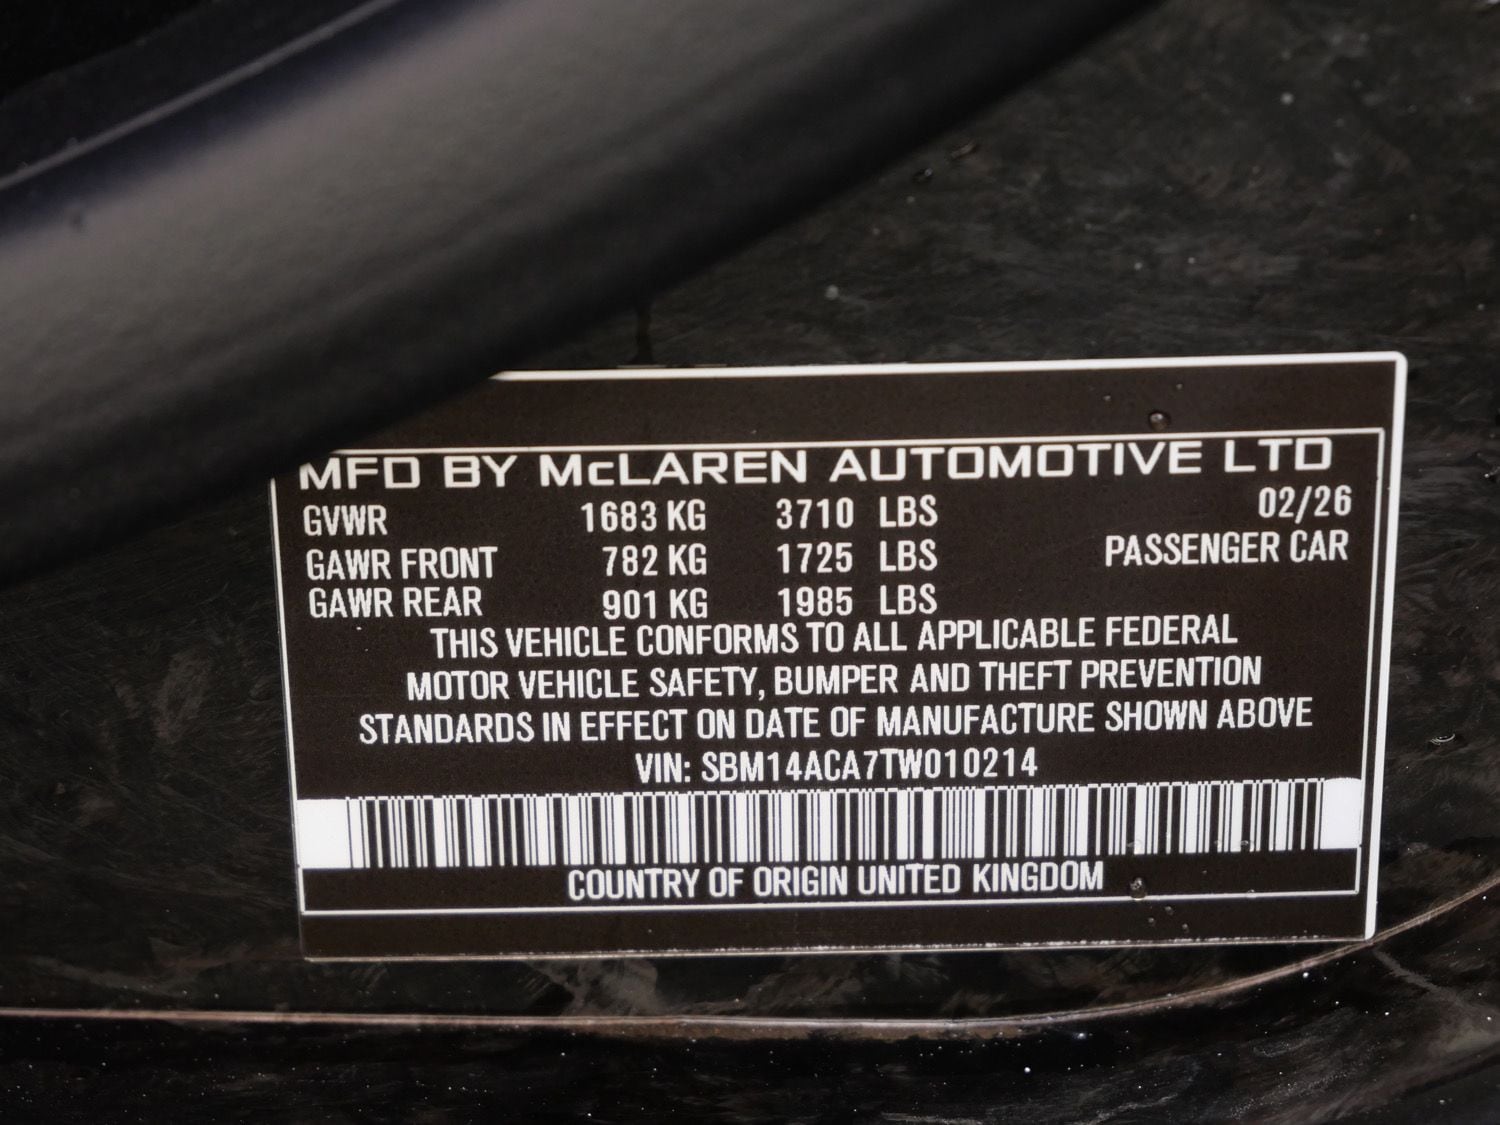 MFD BY McLAREN AUTOMOTIVE LTD
GVWR 1683 KG 3710 LBS 02/26
GAWR FRONT 782 KG 1725 LBS PASSENGER CAR
GAWR REAR 901 KG 1985 LBS
THIS VEHICLE CONFORMS TO ALL APPLICABLE FEDERAL
MOTOR VEHICLE SAFETY, BUMPER AND THEFT PREVENTION
STANDARDS IN EFFECT ON DATE OF MANUFACTURE SHOWN ABOVE
VIN: SBM14ACA7TW010214
COUNTRY OF ORIGIN UNITED KINGDOM